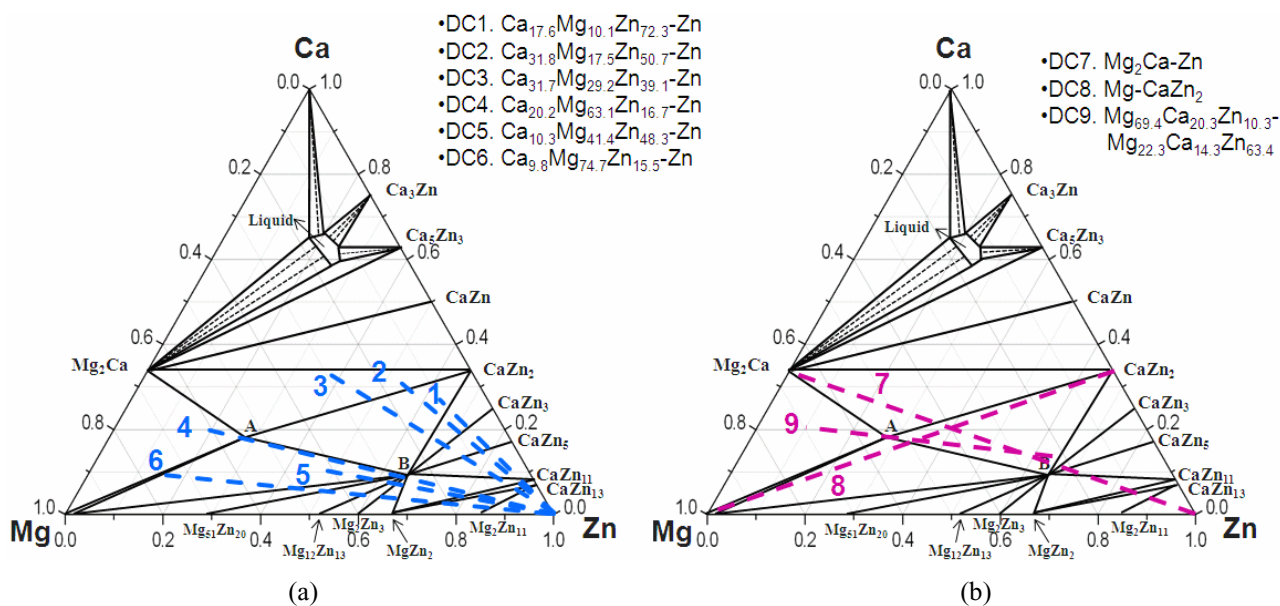 •DC1. Ca17.6Mg10.1Zn72.3-Zn
•DC2. Ca31.8Mg17.5Zn50.7-Zn
•DC3. Ca31.7Mg29.2Zn39.1-Zn
•DC4. Ca20.2Mg63.1Zn16.7-Zn
•DC5. Ca10.3Mg41.4Zn48.3-Zn
•DC6. Ca9.8Mg74.7Zn15.5-Zn
Ca
0.0 1.0
0.2 0.8
Ca3Zn
Liquid
Ca5Zn3
0.4 0.6
CaZn
0.6 0.4
Mg2Ca
CaZn2
3 2 1
CaZn3
0.8 0.2
4 A
CaZn5
6 5 B
CaZn11
CaZn13
1.0 0.0
Mg Zn
Mg51Zn20 Mg12Zn13 Mg2Zn3 MgZn2 Mg2Zn11
0.0 0.2 0.4 0.6 0.8 1.0
(a)
•DC7. Mg2Ca-Zn
•DC8. Mg-CaZn2
•DC9. Mg69.4Ca20.3Zn10.3-
Mg22.3Ca14.3Zn63.4
Ca
0.0 1.0
0.2 0.8
Ca3Zn
Liquid
Ca5Zn3
0.4 0.6
CaZn
0.6 0.4
Mg2Ca
CaZn2
7
CaZn3
0.8 0.2
9 A
CaZn5
8 B
CaZn11
CaZn13
1.0 0.0
Mg Zn
Mg51Zn20 Mg12Zn13 Mg2Zn3 MgZn2 Mg2Zn11
0.0 0.2 0.4 0.6 0.8 1.0
(b)